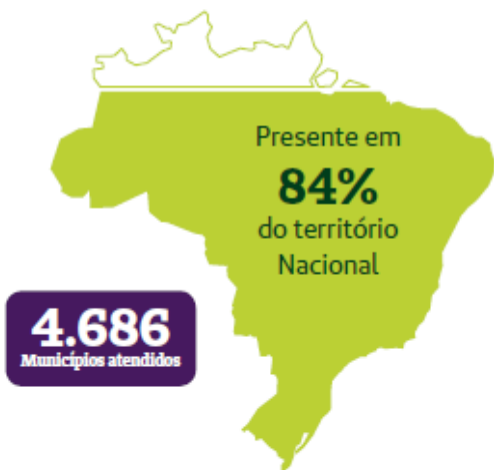 Presente em
84%
do território
Nacional
4.686
Municípios atendidos